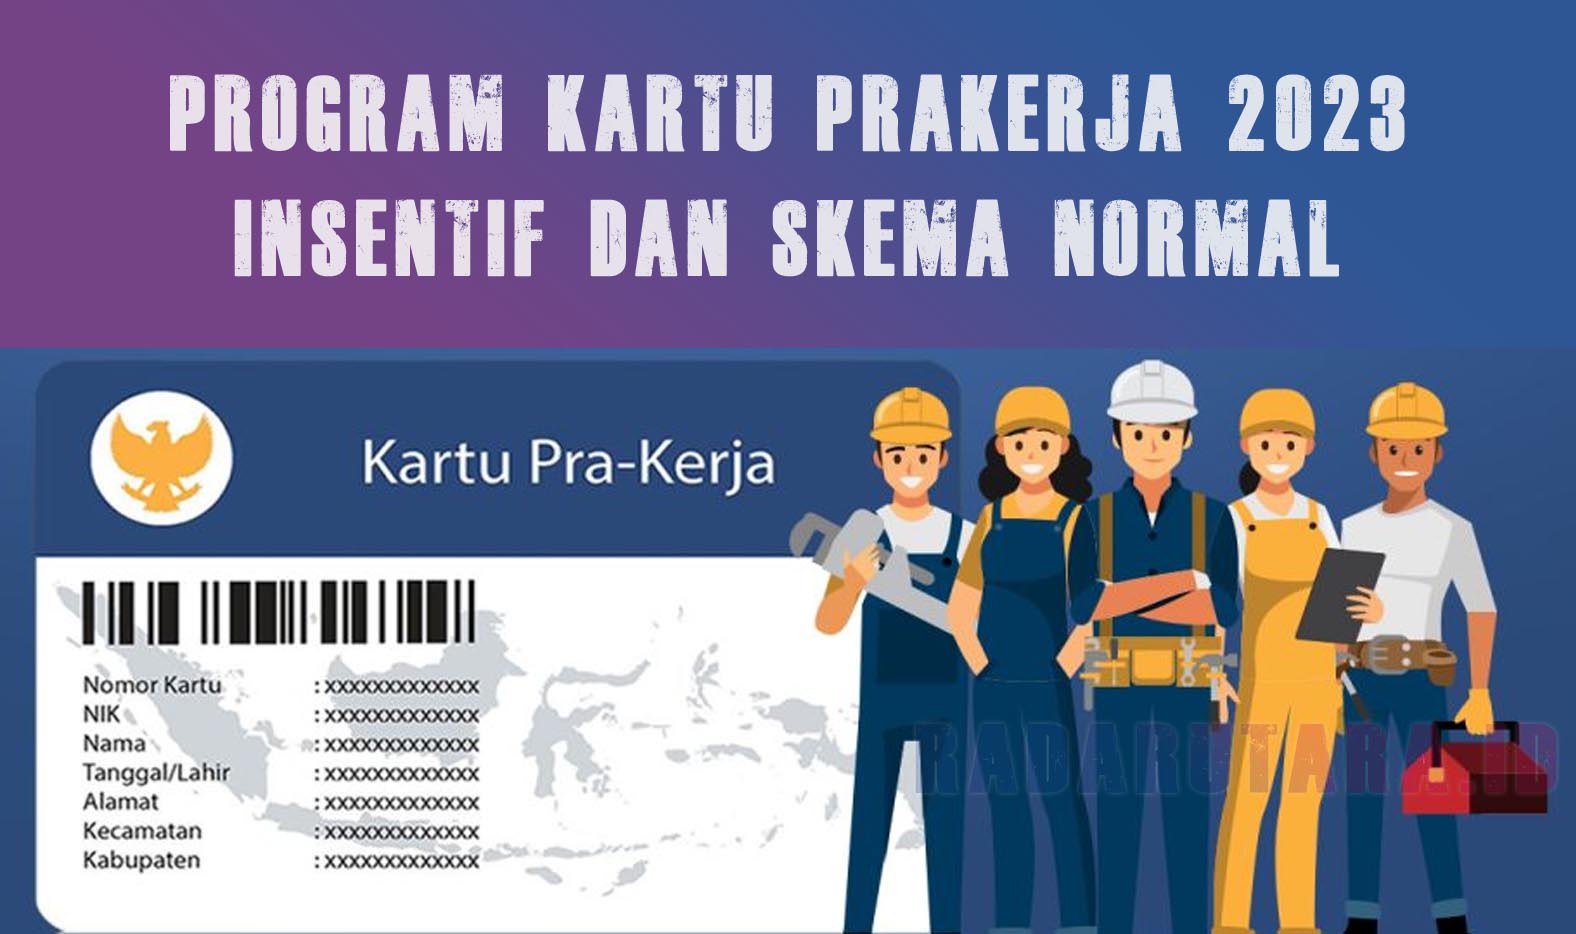 PROGRAM KARTU PRAKERJA 2023
INSENTIF DAN SKEMA NORMAL
Kartu Pra-Kerja
Nomor Kartu : xxxxxxxxxxxxx
NIK : xxxxxxxxxxxxx
Nama : xxxxxxxxxxxxx
Tanggal/Lahir : xxxxxxxxxxxxx
Alamat : xxxxxxxxxxxxx
Kecamatan : xxxxxxxxxxxxx
Kabupaten : xxxxxxxxxxxxx
RADARUTARA.ID